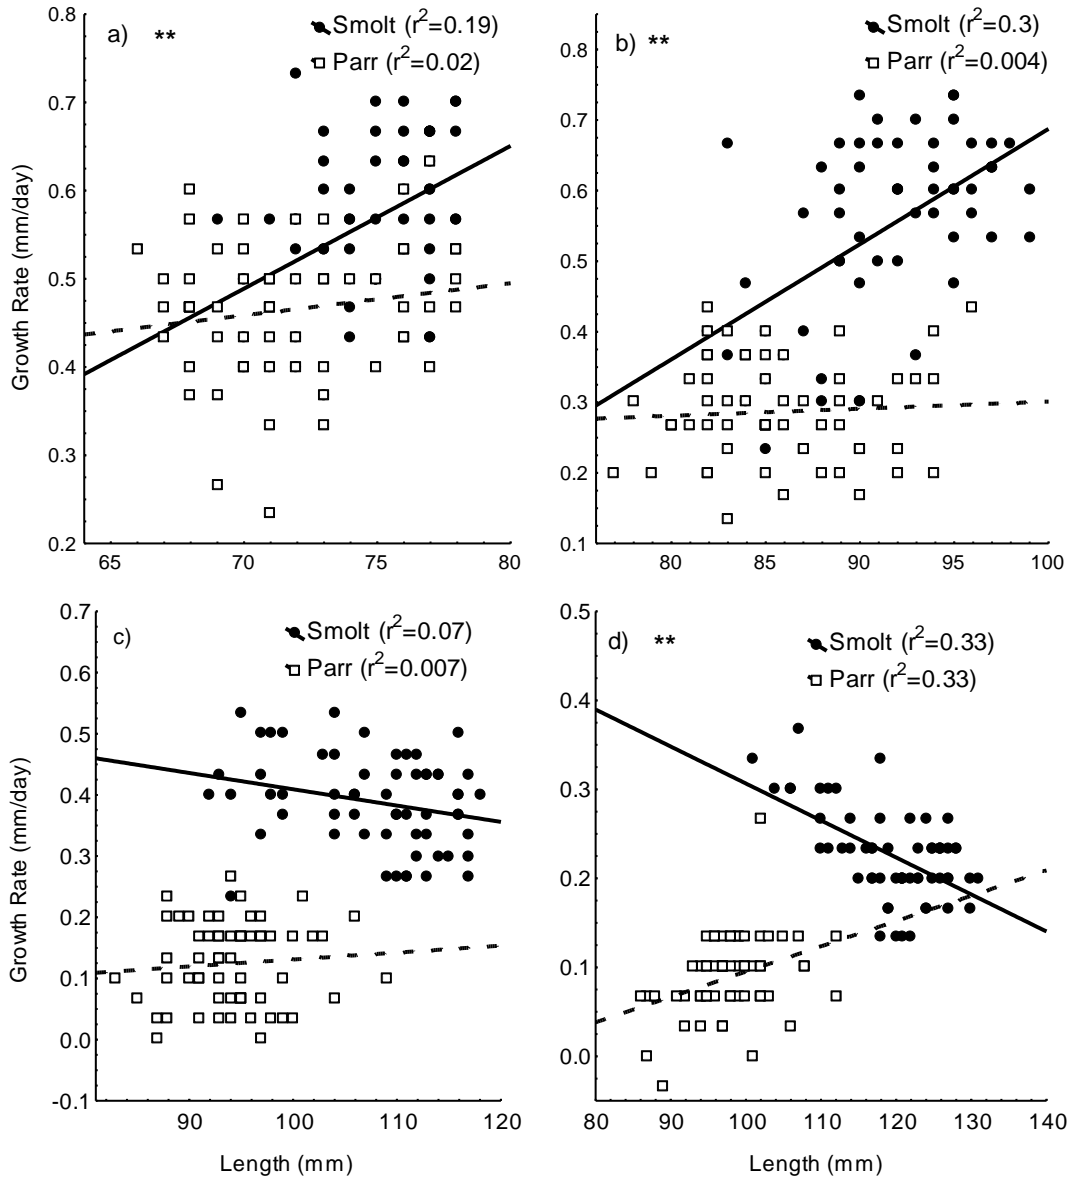 a) **
Smolt (r2=0.19)
Parr (r2=0.02)
0.8
0.7
0.6
0.5
0.4
0.3
0.2
Growth Rate (mm/day)
65 70 75 80
b) **
Smolt (r2=0.3)
Parr (r2=0.004)
0.8
0.7
0.6
0.5
0.4
0.3
0.2
0.1
80 85 90 95 100
c)
Smolt (r2=0.07)
Parr (r2=0.007)
0.7
0.6
0.5
0.4
0.3
0.2
0.1
0.0
-0.1
Growth Rate (mm/day)
90 100 110 120
Length (mm)
d) **
Smolt (r2=0.33)
Parr (r2=0.33)
0.5
0.4
0.3
0.2
0.1
0.0
80 90 100 110 120 130 140
Length (mm)